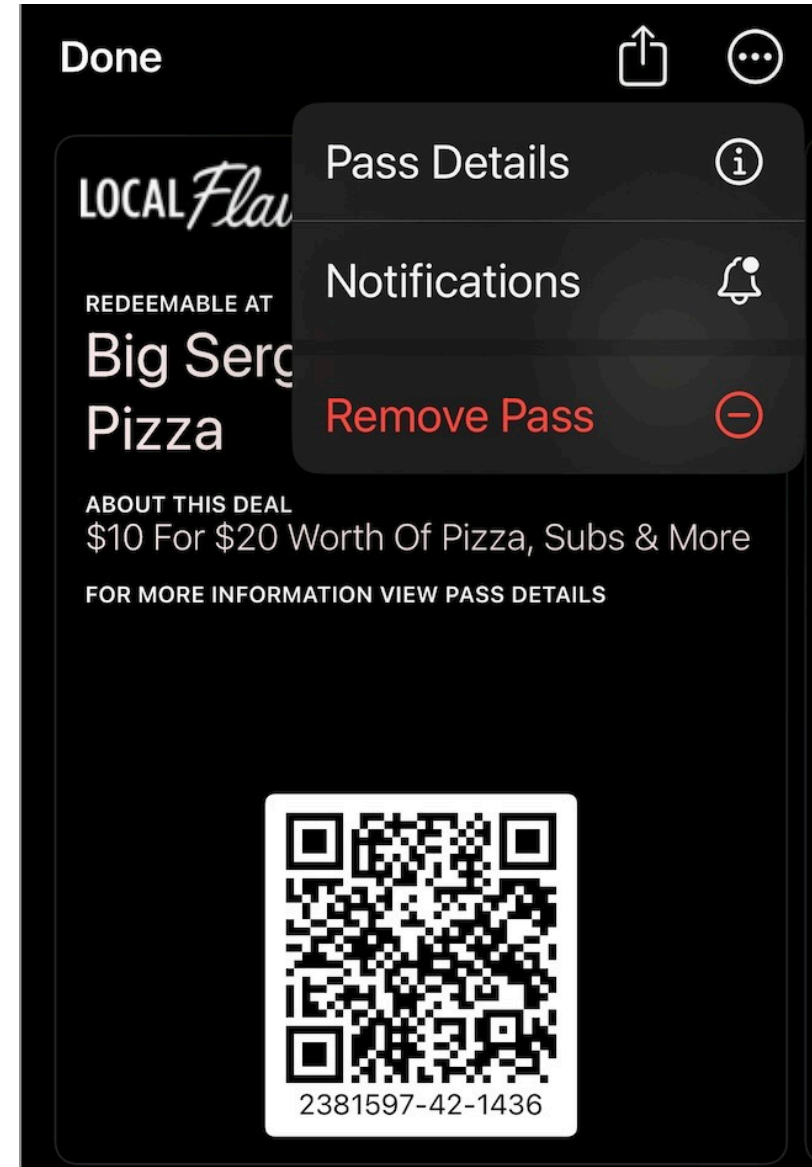 Done
Pass Details
LOCAL
Notifications
REDEEMABLE AT
Big
Pizza
Remove Pass
ABOUT THIS DEAL
$10 For $20 Worth Of Pizza, Subs & More
FOR MORE INFORMATION VIEW PASS DETAILS
2381597-42-1436